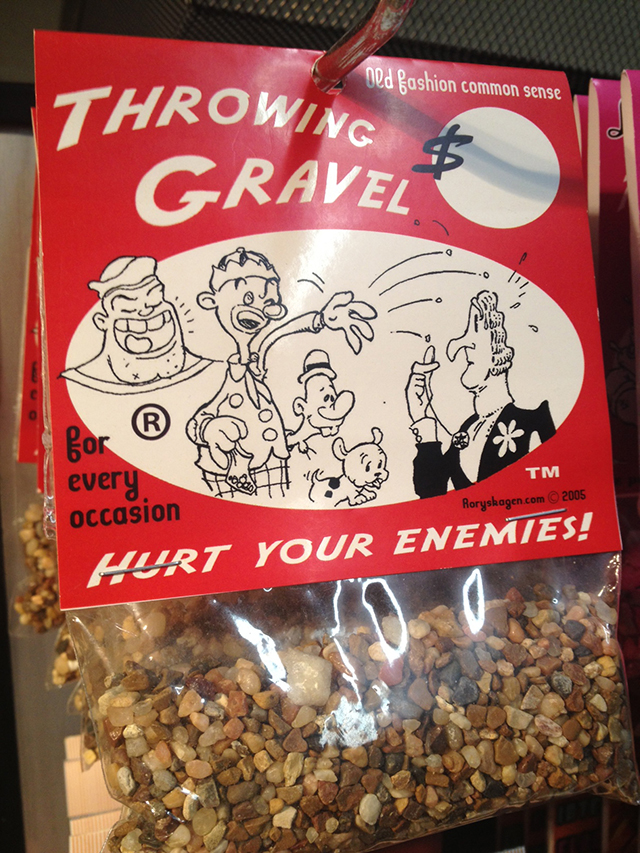 Old fashion common sense
THROWING
GRAVEL
$
®
for
every
occasion
TM
Roryskagen.com © 2005
HURT YOUR ENEMIES!